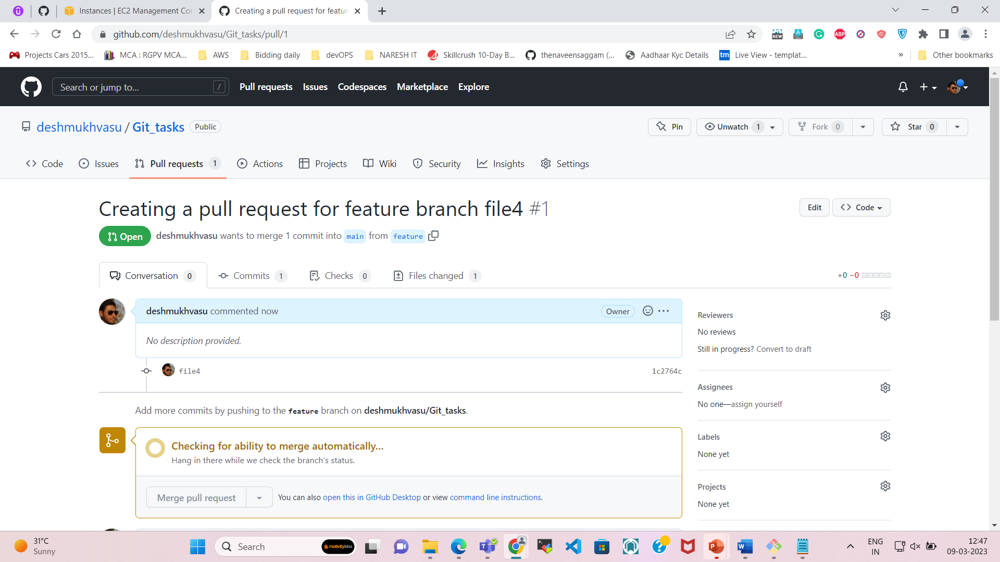 Instances | EC2 Management Con
Creating a pull request for featur
github.com/deshmukhvasu/Git_tasks/pull/1
NEW
ABP
Projects Cars 2015...
MCA : RGPV MCA...
AWS
Bidding daily
devOPS
NARESH IT
Skillcrush 10-Day B...
thenaveensaggam (...
Aadhaar Kyc Details
tm
Live View - templat...
»
Other bookmarks
Search or jump to...
/
Pull requests
Issues
Codespaces
Marketplace
Explore
deshmukhvasu / Git_tasks
Public
Pin
Unwatch 1
Fork 0
Star 0
Code
Issues
Pull requests 1
Actions
Projects
Wiki
Security
Insights
Settings
Creating a pull request for feature branch file4 #1
Edit
Code
Open
deshmukhvasu wants to merge 1 commit into main from feature
Conversation 0
Commits 1
Checks 0
Files changed 1
+0 −0
deshmukhvasu commented now
Owner
No description provided.
file4
1c2764c
Add more commits by pushing to the feature branch on deshmukhvasu/Git_tasks.
Checking for ability to merge automatically…
Hang in there while we check the branch’s status.
Merge pull request
You can also open this in GitHub Desktop or view command line instructions.
Reviewers
No reviews
Still in progress? Convert to draft
Assignees
No one—assign yourself
Labels
None yet
Projects
None yet
31°C
Sunny
Search
motivitylabs
ENG
IN
12:47
09-03-2023